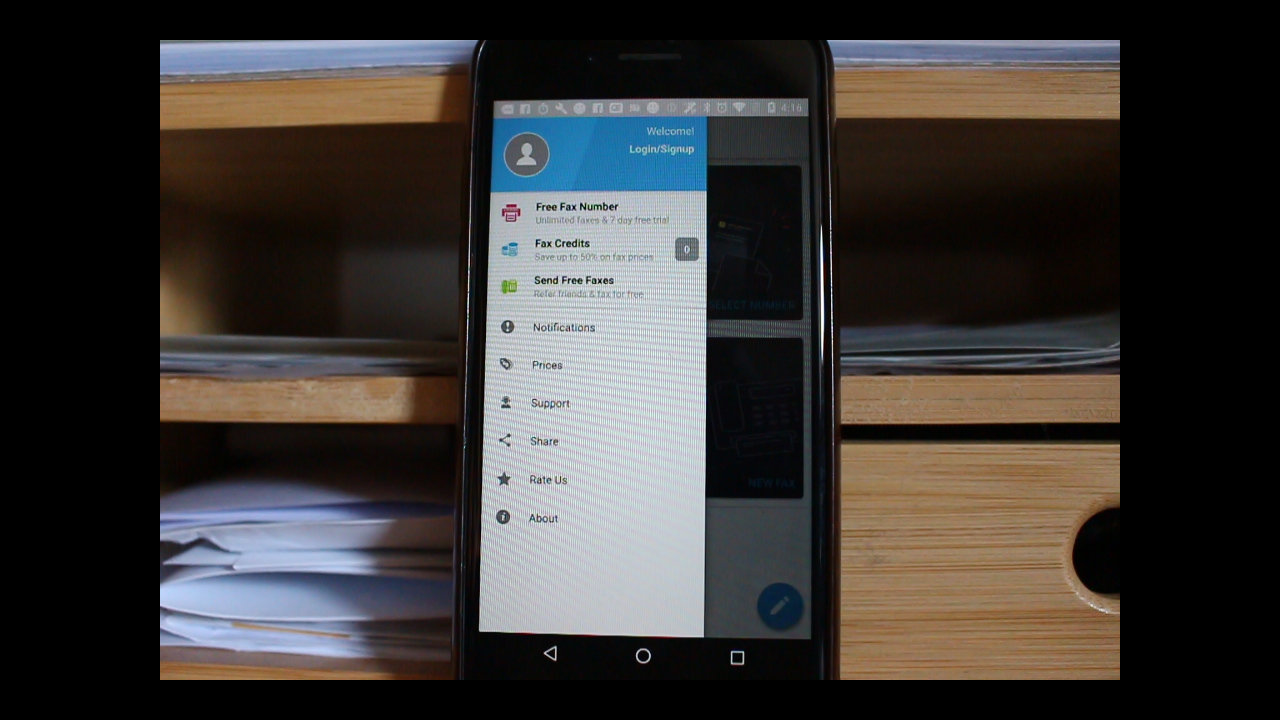 4:16
Welcome!
Login/Signup
Free Fax Number
Unlimited faxes & 7 day free trial
Fax Credits
Save up to 50% on fax prices
0
Send Free Faxes
Refer friends & fax for free
SELECT NUMBER
Notifications
Prices
Support
Share
Rate Us
NEW FAX
About